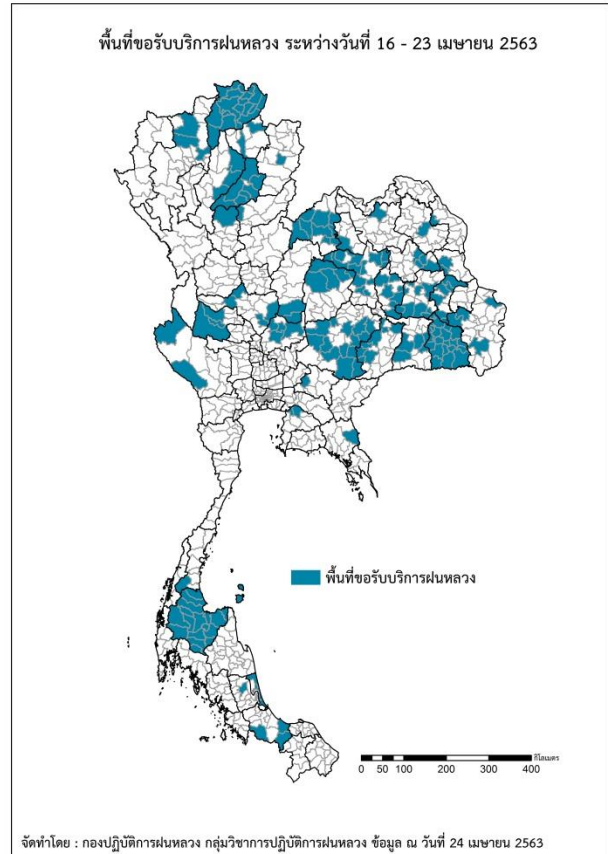 พื้นที่ขอรับบริการฝนหลวง ระหว่างวันที่ 16 - 23 เมษายน 2563
พื้นที่ขอรับบริการฝนหลวง
กิโลเมตร
0 50 100 200 300 400
จัดทำโดย : กองปฏิบัติการฝนหลวง กลุ่มวิชาการปฏิบัติการฝนหลวง ข้อมูล ณ วันที่ 24 เมษายน 2563